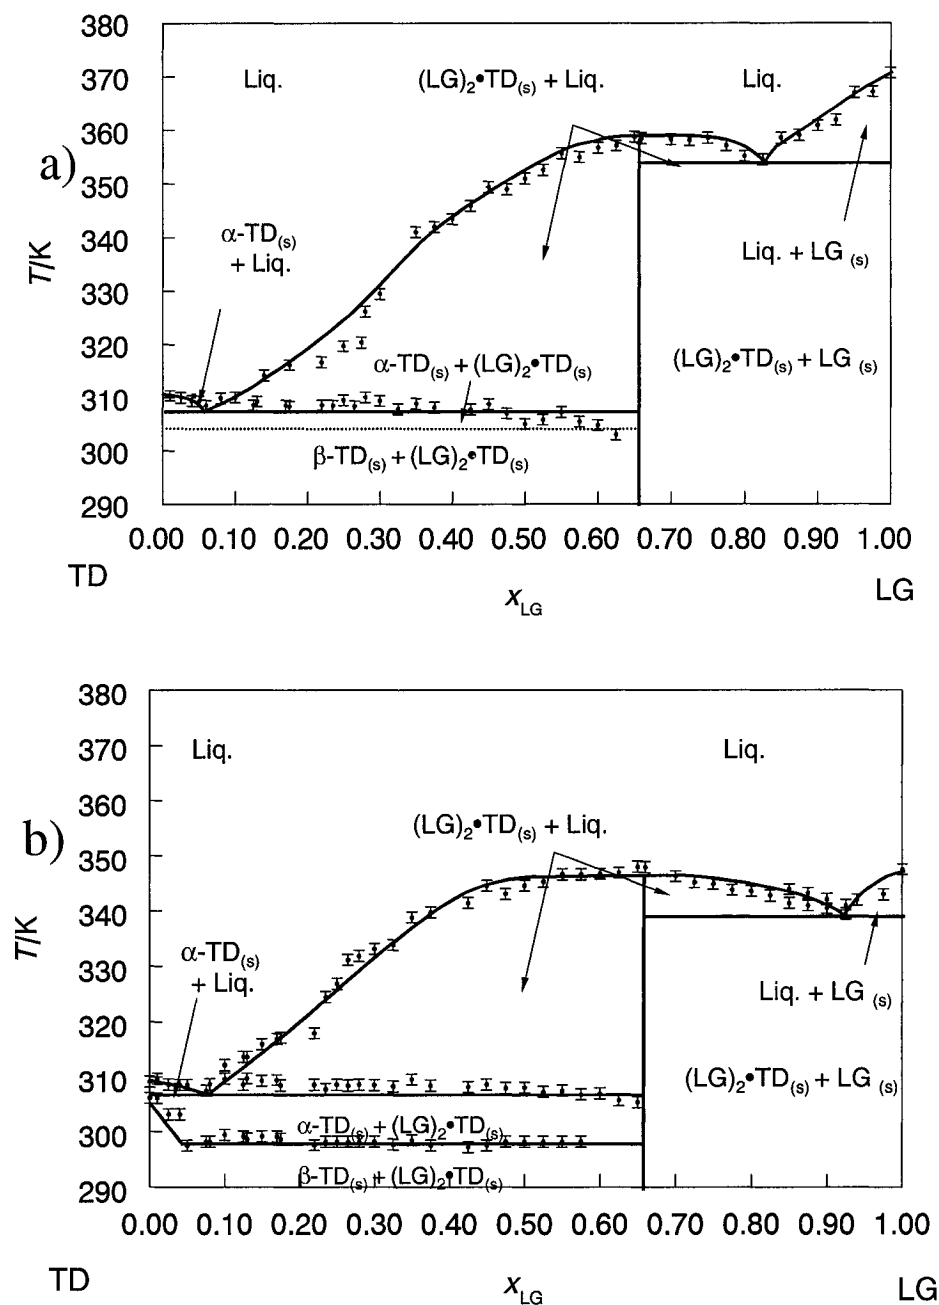 380
370
360
350
340
330
320
310
300
290
T/K
a)
Liq.
(LG)2•TD(s) + Liq.
Liq.
α-TD(s)
+ Liq.
Liq. + LG (s)
α-TD(s) + (LG)2•TD(s)
(LG)2•TD(s) + LG (s)
β-TD(s) + (LG)2•TD(s)
0.00 0.10 0.20 0.30 0.40 0.50 0.60 0.70 0.80 0.90 1.00
TD
xLG
LG
380
370
360
350
340
330
320
310
300
290
T/K
b)
Liq.
Liq.
(LG)2•TD(s) + Liq.
α-TD(s)
+ Liq.
Liq. + LG (s)
(LG)2•TD(s) + LG (s)
α-TD(s) + (LG)2•TD(s)
β-TD(s) + (LG)2•TD(s)
0.00 0.10 0.20 0.30 0.40 0.50 0.60 0.70 0.80 0.90 1.00
TD
xLG
LG